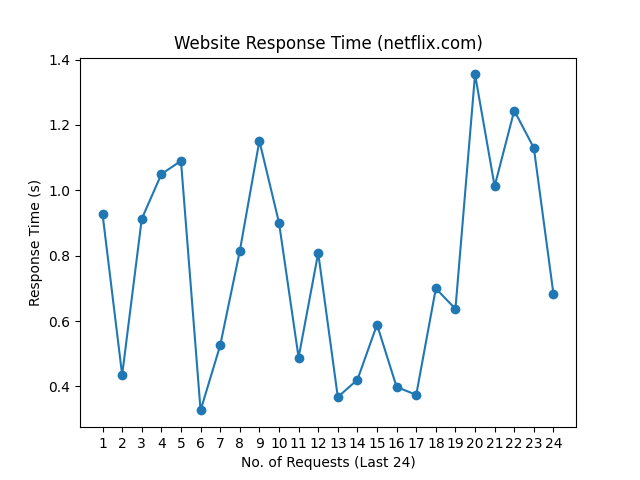 Website Response Time (netflix.com)
1.4
1.2
1.0
0.8
0.6
0.4
Response Time (s)
1 2 3 4 5 6 7 8 9 10 11 12 13 14 15 16 17 18 19 20 21 22 23 24
No. of Requests (Last 24)